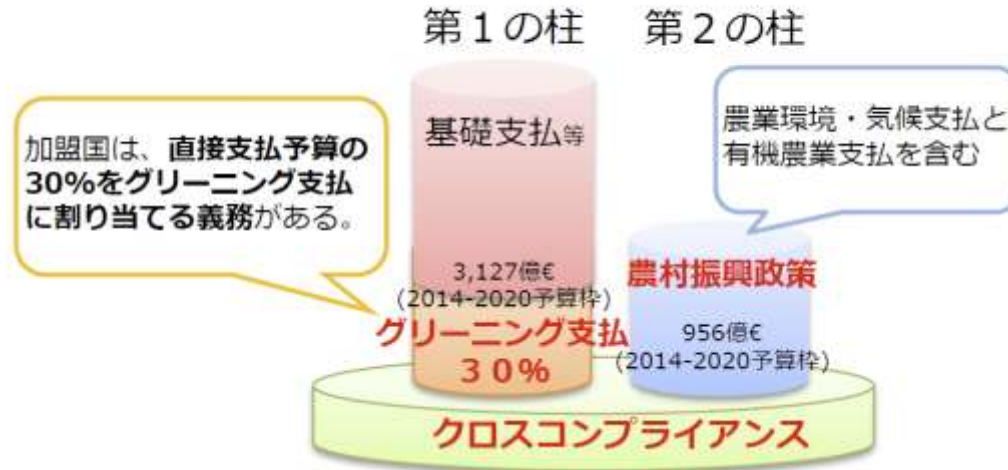 第1の柱
第2の柱
加盟国は、直接支払予算の
30%をグリーニング支払
に割り当てる義務がある。
基礎支払等
3,127億€
(2014-2020予算枠)
グリーニング支払
30%
農業環境・気候支払と
有機農業支払を含む
農村振興政策
956億€
(2014-2020予算枠)
クロスコンプライアンス